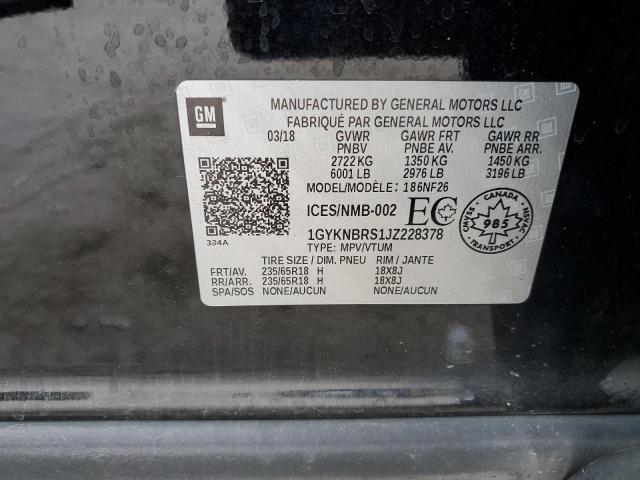 GM
MANUFACTURED BY GENERAL MOTORS LLC
FABRIQUÉ PAR GENERAL MOTORS LLC
03/18 GVWR GAWR FRT GAWR RR
PNBV PNBE AV. PNBE ARR.
2722 KG 1350 KG 1450 KG
6001 LB 2976 LB 3196 LB
MODEL/MODÈLE: 186NF26
ICES/NMB-002 EC
1GYKNBRS1JZ228378
334A
TYPE: MPV/VTUM
CANADA
CMVSS 985 NSVAC
TRANSPORT
TIRE SIZE / DIM. PNEU RIM / JANTE
FRT/AV. 235/65R18 H 18X8J
RR/ARR. 235/65R18 H 18X8J
SPA/SOS NONE/AUCUN NONE/AUCUN